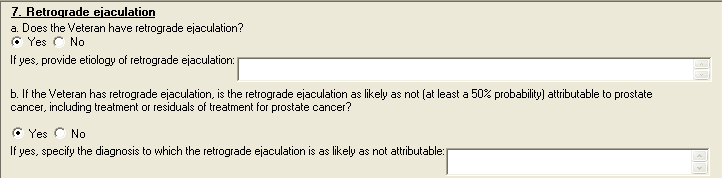 7. Retrograde ejaculation
a. Does the Veteran have retrograde ejaculation?
Yes No
If yes, provide etiology of retrograde ejaculation:
b. If the Veteran has retrograde ejaculation, is the retrograde ejaculation as likely as not (at least a 50% probability) attributable to prostate
cancer, including treatment or residuals of treatment for prostate cancer?
Yes No
If yes, specify the diagnosis to which the retrograde ejaculation is as likely as not attributable: